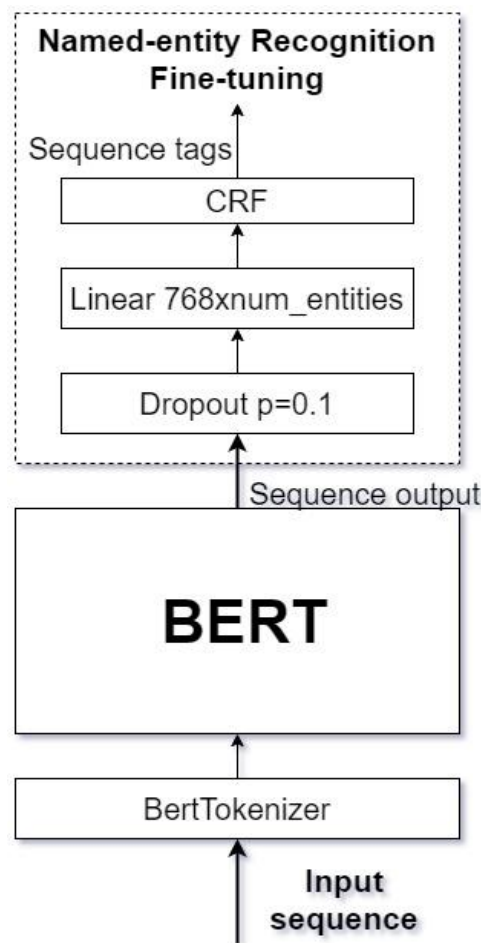 Named-entity Recognition
Fine-tuning
Sequence tags
CRF
Linear 768xnum_entities
Dropout p=0.1
Sequence output
BERT
BertTokenizer
Input
sequence